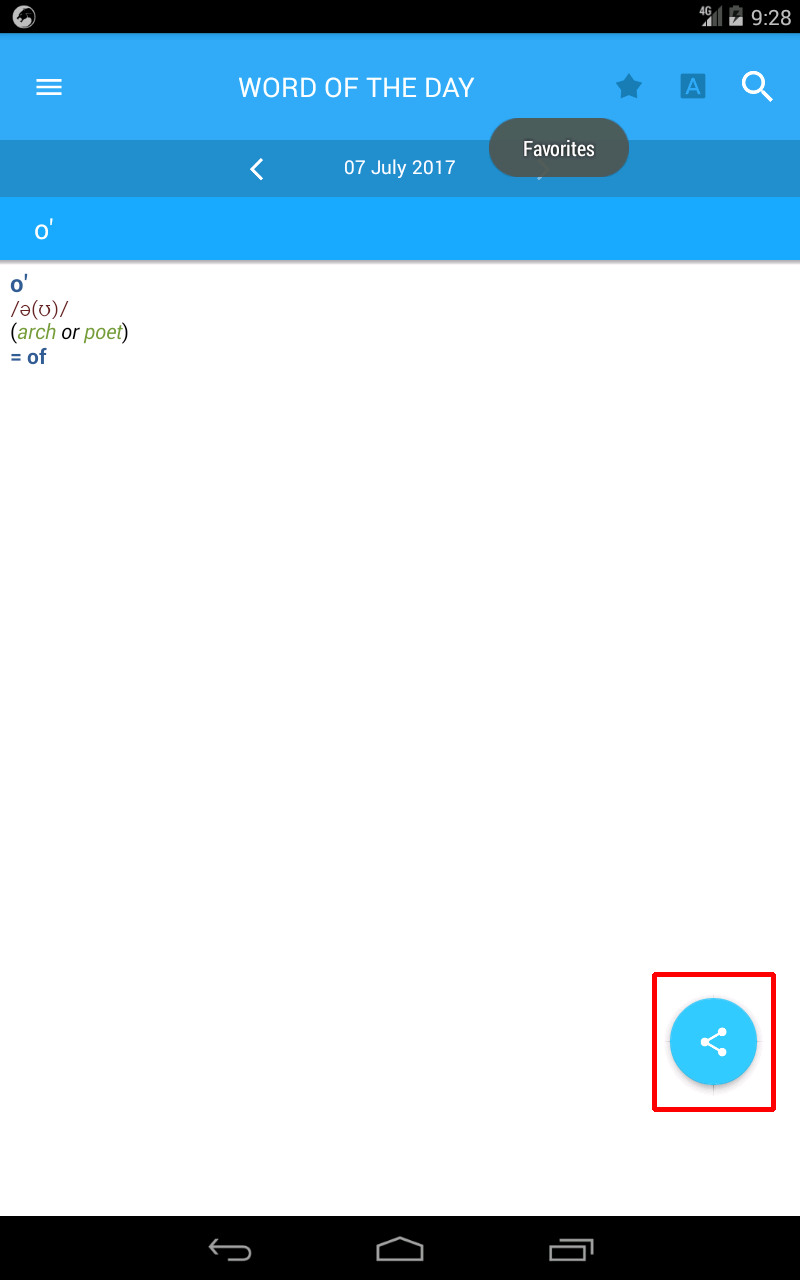 4G 9:28
WORD OF THE DAY
A
Favorites
07 July 2017
o'
o'
/ə(ʊ)/
(arch or poet)
= of